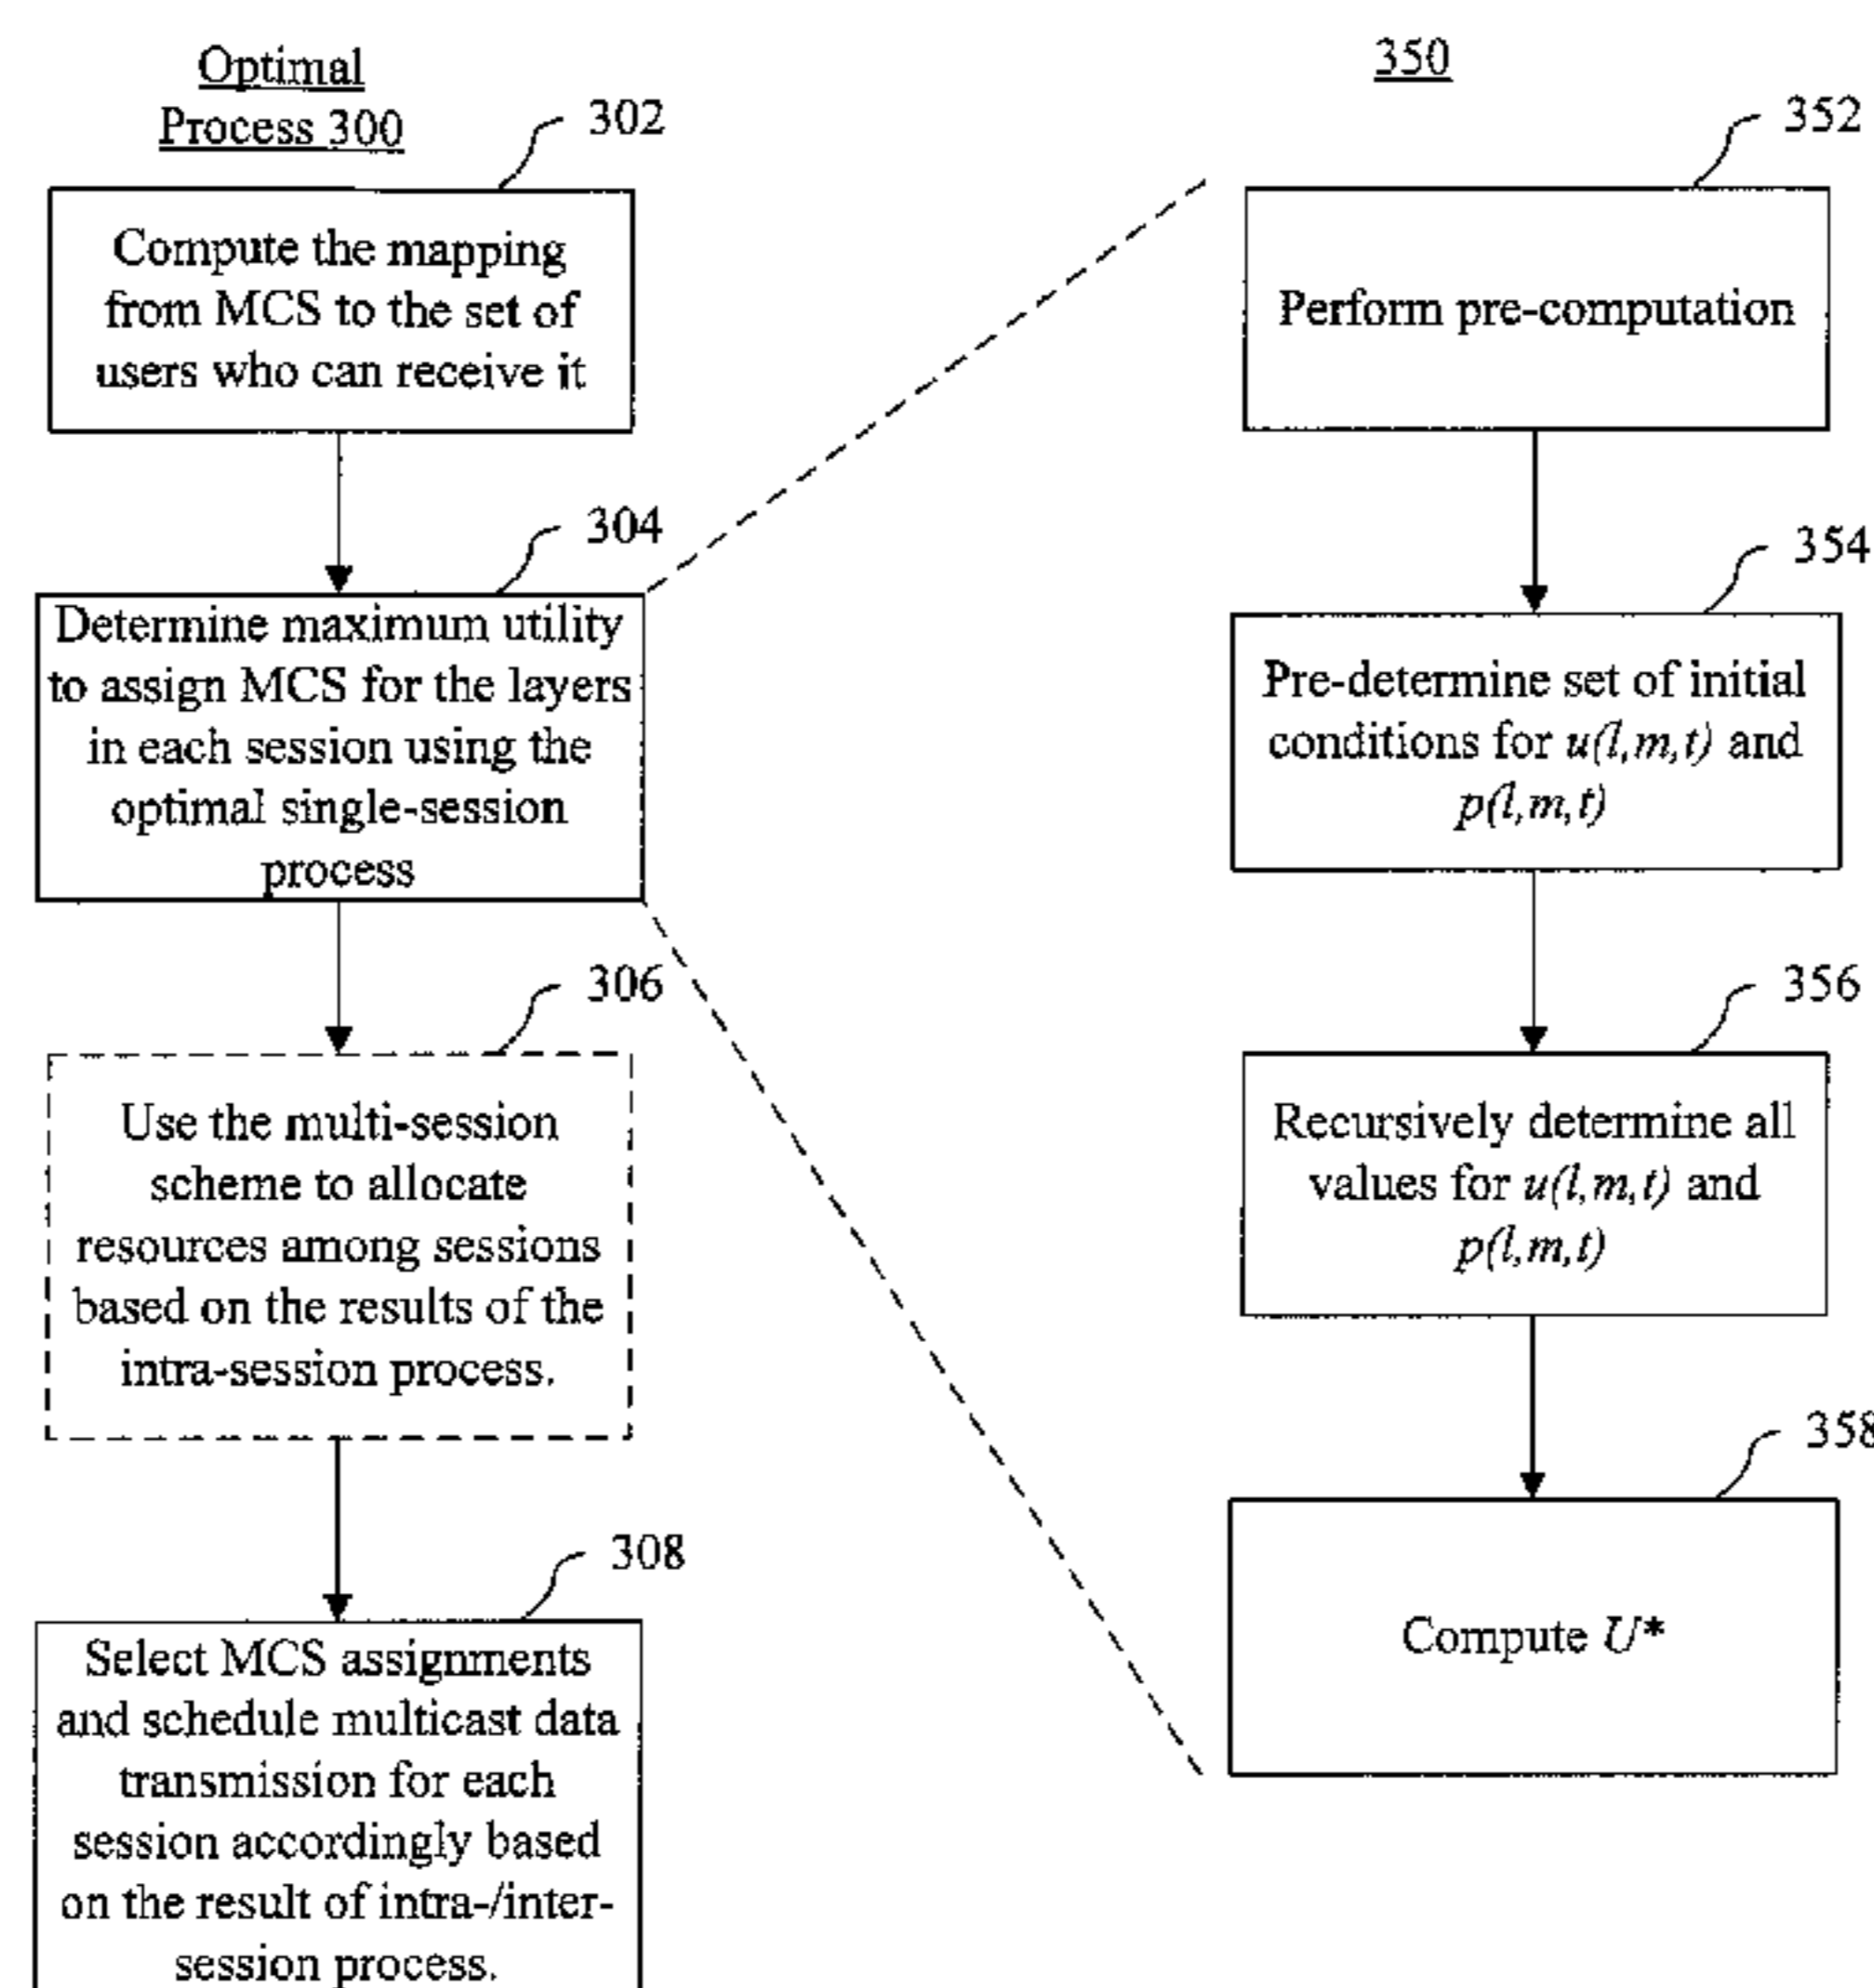 Optimal
Process 300
302
Compute the mapping
from MCS to the set of
users who can receive it
304
Determine maximum utility
to assign MCS for the layers
in each session using the
optimal single-session
process
306
Use the multi-session
scheme to allocate
resources among sessions
based on the results of the
intra-session process.
308
Select MCS assignments
and schedule multicast data
transmission for each
session accordingly based
on the result of intra-/inter-
session process.
350
352
Perform pre-computation
354
Pre-determine set of initial
conditions for u(l,m,t) and
p(l,m,t)
356
Recursively determine all
values for u(l,m,t) and
p(l,m,t)
358
Compute U*